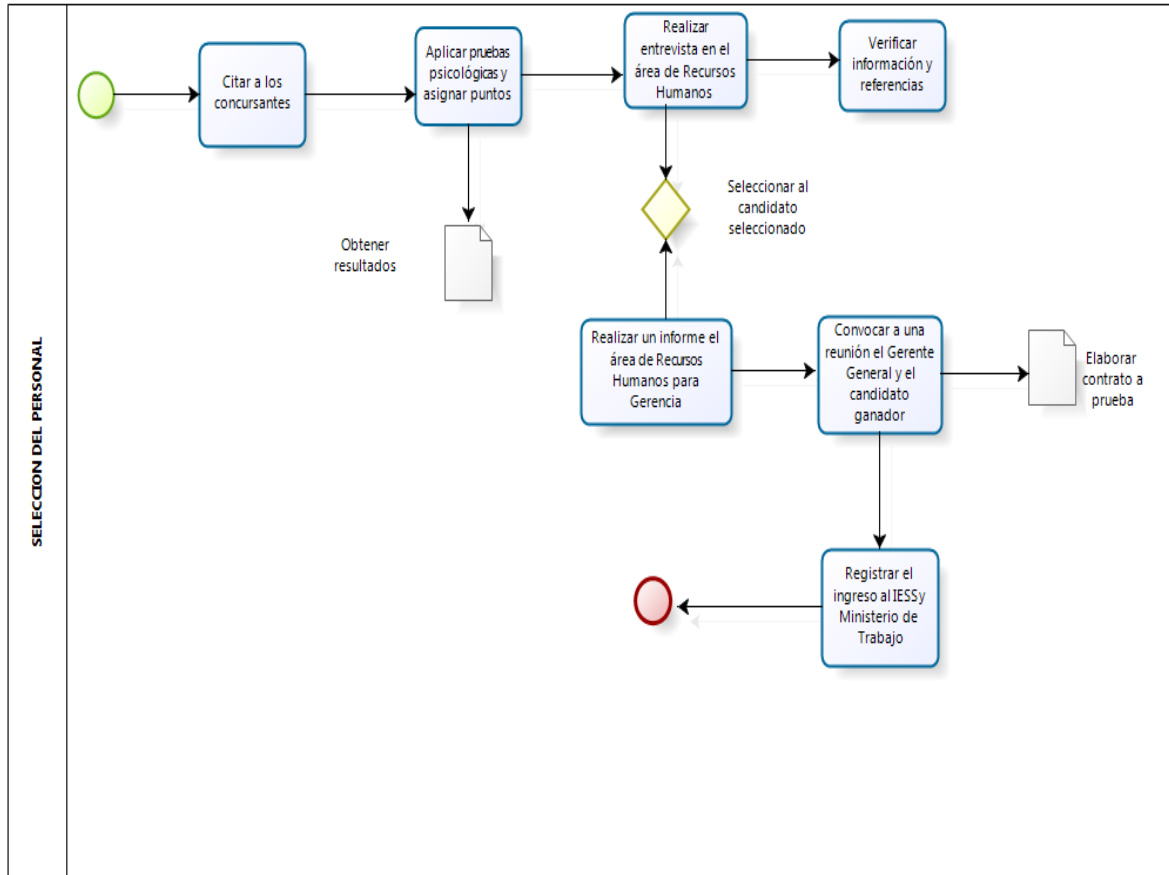 SELECCION DEL PERSONAL
Citar a los
concursantes
Aplicar pruebas
psicológicas y
asignar puntos
Realizar
entrevista en el
área de Recursos
Humanos
Verificar
información y
referencias
Obtener
resultados
Seleccionar al
candidato
seleccionado
Realizar un informe el
área de Recursos
Humanos para
Gerencia
Convocar a una
reunión el Gerente
General y el
candidato
ganador
Elaborar
contrato a
prueba
Registrar el
ingreso al IESS y
Ministerio de
Trabajo